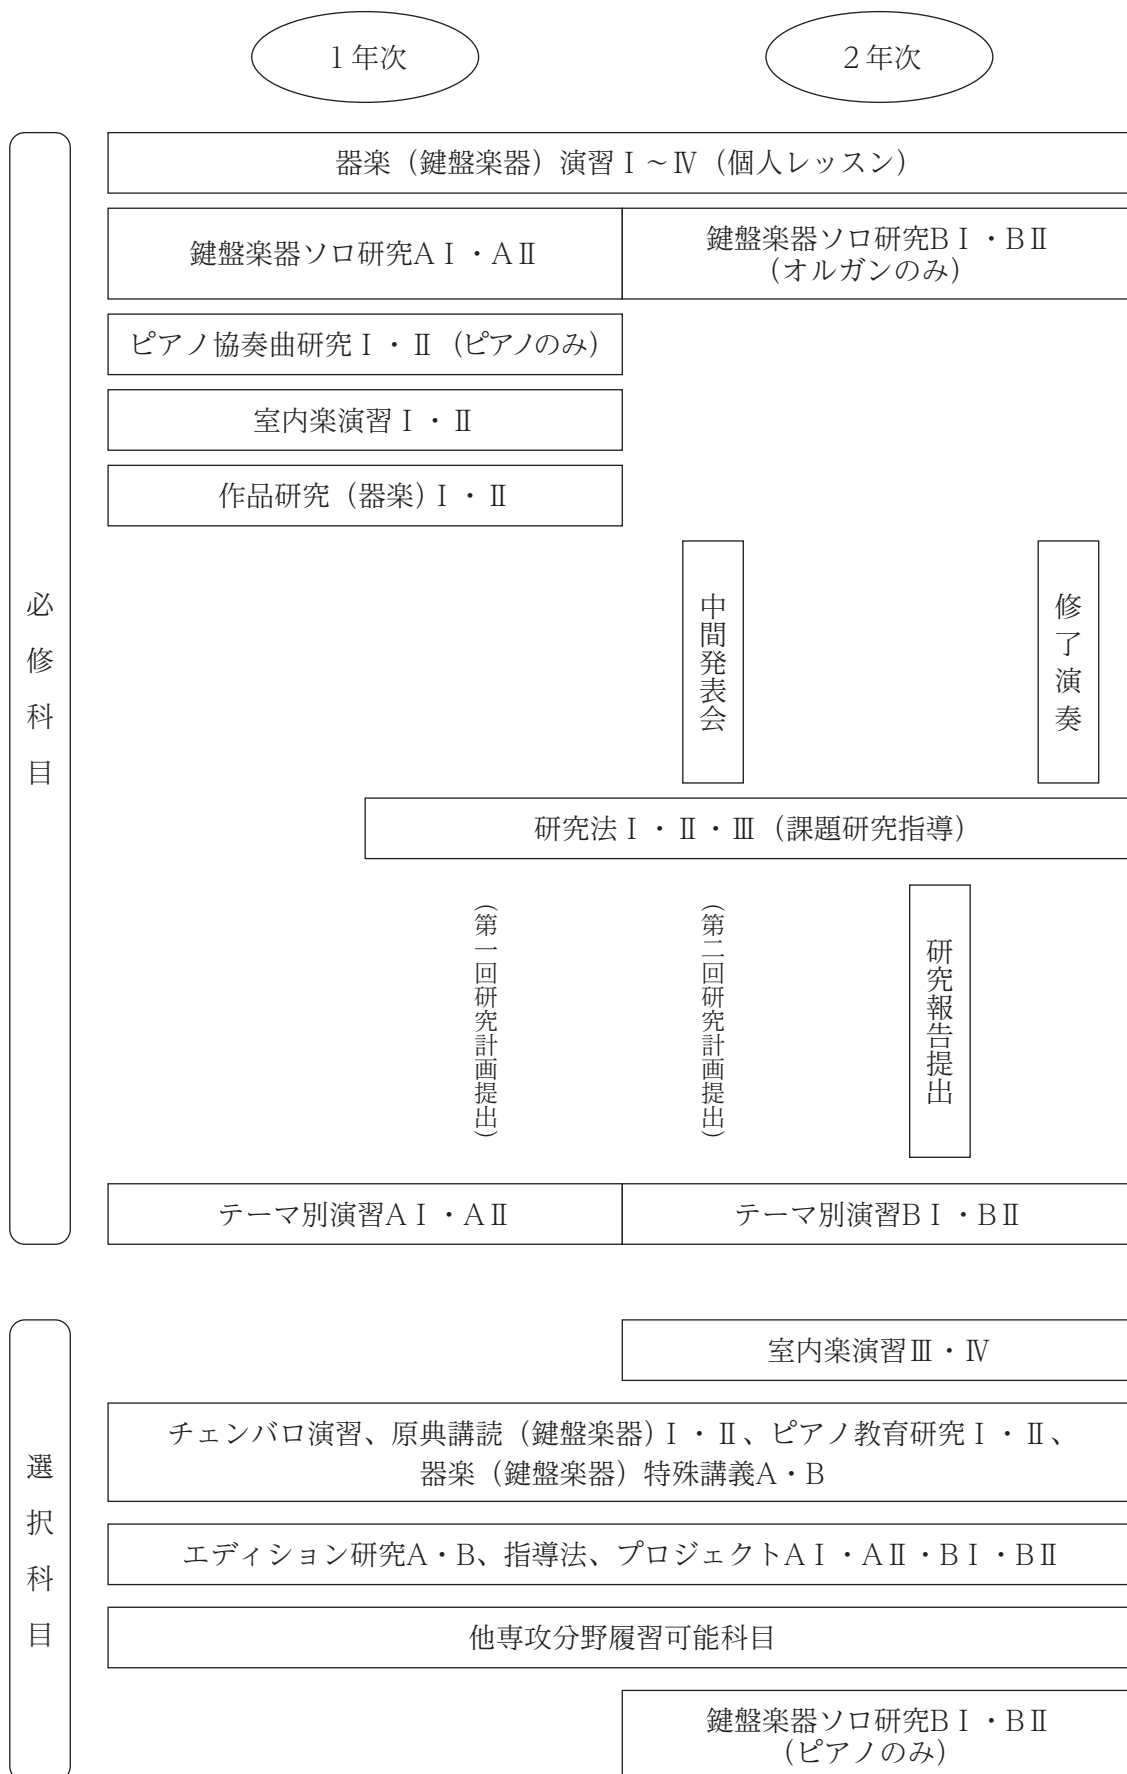 1年次
2年次
必修科目
器楽（鍵盤楽器）演習Ⅰ～Ⅳ（個人レッスン）
鍵盤楽器ソロ研究AⅠ・AⅡ
鍵盤楽器ソロ研究BⅠ・BⅡ
（オルガンのみ）
ピアノ協奏曲研究Ⅰ・Ⅱ（ピアノのみ）
室内楽演習Ⅰ・Ⅱ
作品研究（器楽）Ⅰ・Ⅱ
中間発表会
修了演奏
研究法Ⅰ・Ⅱ・Ⅲ（課題研究指導）
（第一回研究計画提出）
（第二回研究計画提出）
研究報告提出
テーマ別演習AⅠ・AⅡ
テーマ別演習BⅠ・BⅡ
選択科目
室内楽演習Ⅲ・Ⅳ
チェンバロ演習、原典講読（鍵盤楽器）Ⅰ・Ⅱ、ピアノ教育研究Ⅰ・Ⅱ、
器楽（鍵盤楽器）特殊講義A・B
エディション研究A・B、指導法、プロジェクトAⅠ・AⅡ・BⅠ・BⅡ
他専攻分野履修可能科目
鍵盤楽器ソロ研究BⅠ・BⅡ
（ピアノのみ）